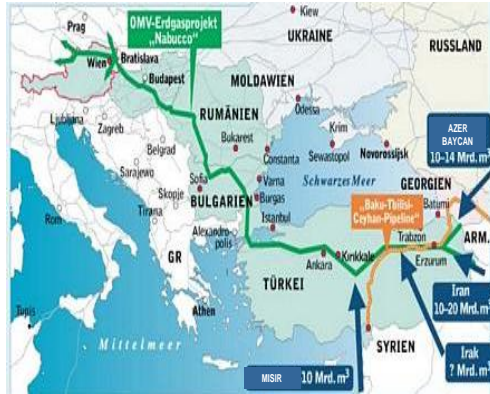 Kiew
OMV-Erdgasprojekt
„Nabucco“
UKRAINE
RUSSLAND
Prag
Wien
Bratislava
Budapest
MOLDAWIEN
Odessa
Ljubljana
Zagreb
RUMÄNIEN
Krim
Sewastopol
Noworossijsk
AZER
BAYCAN
10–14 Mrd. m³
Belgrad
Bukarest
Constanta
Sarajewo
Varna
Schwarzes Meer
GEORGIEN
Sofia
Burgas
Batumi
Skopje
BULGARIEN
„Baku-Tbilisi-
Ceyhan-Pipeline“
Rom
Tirana
Istanbul
Trabzon
ARM.
Alexandro-
polis
Erzurum
GR
Ankara
Kırıkkale
Iran
10–20 Mrd. m³
TÜRKEI
Athen
Tunis
Mittelmeer
SYRIEN
Irak
? Mrd. m³
MISIR
10 Mrd. m³